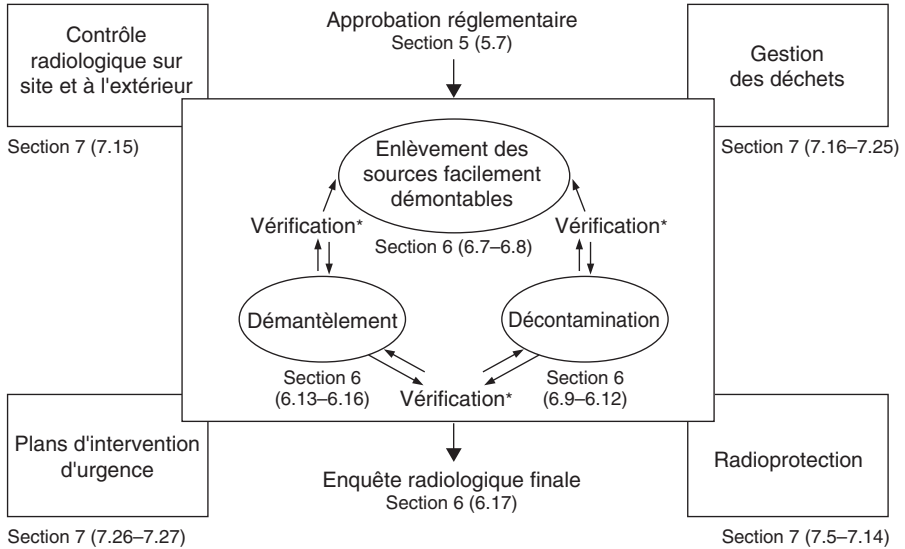 Contrôle
radiologique sur
site et à l'extérieur
Section 7 (7.15)
Approbation réglementaire
Section 5 (5.7)
Gestion
des déchets
Section 7 (7.16–7.25)
Enlèvement des
sources facilement
démontables
Section 6 (6.7–6.8)
Vérification*
Vérification*
Démantèlement
Section 6
(6.13–6.16)
Décontamination
Section 6
(6.9–6.12)
Vérification*
Plans d'intervention
d'urgence
Section 7 (7.26–7.27)
Enquête radiologique finale
Section 6 (6.17)
Radioprotection
Section 7 (7.5–7.14)